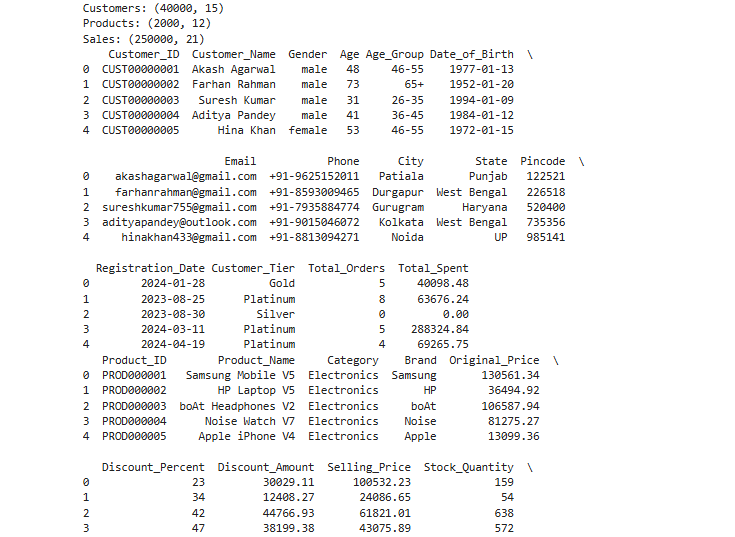 Customers: (40000, 15)
Products: (2000, 12)
Sales: (250000, 21)
Customer_ID Customer_Name Gender Age Age_Group Date_of_Birth \
0 CUST00000001 Akash Agarwal male 48 46-55 1977-01-13
1 CUST00000002 Farhan Rahman male 73 65+ 1952-01-20
2 CUST00000003 Suresh Kumar male 31 26-35 1994-01-09
3 CUST00000004 Aditya Pandey male 41 36-45 1984-01-12
4 CUST00000005 Hina Khan female 53 46-55 1972-01-15
Email Phone City State Pincode \
0 akashagarwal@gmail.com +91-9625152011 Patiala Punjab 122521
1 farhanrahman@gmail.com +91-8593009465 Durgapur West Bengal 226518
2 sureshkumar755@gmail.com +91-7935884774 Gurugram Haryana 520400
3 adityapandey@outlook.com +91-9015046072 Kolkata West Bengal 735356
4 hinakhan433@gmail.com +91-8813094271 Noida UP 985141
Registration_Date Customer_Tier Total_Orders Total_Spent
0 2024-01-28 Gold 5 40098.48
1 2023-08-25 Platinum 8 63676.24
2 2023-08-30 Silver 0 0.00
3 2024-03-11 Platinum 5 288324.84
4 2024-04-19 Platinum 4 69265.75
Product_ID Product_Name Category Brand Original_Price \
0 PROD000001 Samsung Mobile V5 Electronics Samsung 130561.34
1 PROD000002 HP Laptop V5 Electronics HP 36494.92
2 PROD000003 boAt Headphones V2 Electronics boAt 106587.94
3 PROD000004 Noise Watch V7 Electronics Noise 81275.27
4 PROD000005 Apple iPhone V4 Electronics Apple 13099.36
Discount_Percent Discount_Amount Selling_Price Stock_Quantity \
0 23 30029.11 100532.23 159
1 34 12408.27 24086.65 54
2 42 44766.93 61821.01 638
3 47 38199.38 43075.89 572